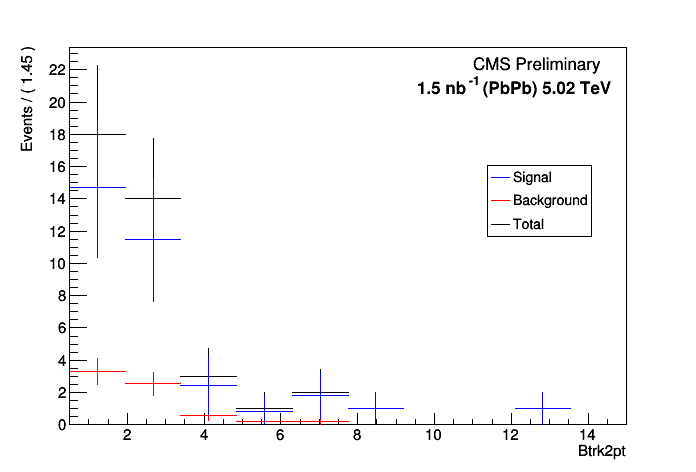 CMS Preliminary
1.5 nb-1 (PbPb) 5.02 TeV
Events / ( 1.45 )
22
20
18
16
14
12
10
8
6
4
2
0
Signal
Background
Total
2 4 6 8 10 12 14
Btrk2pt